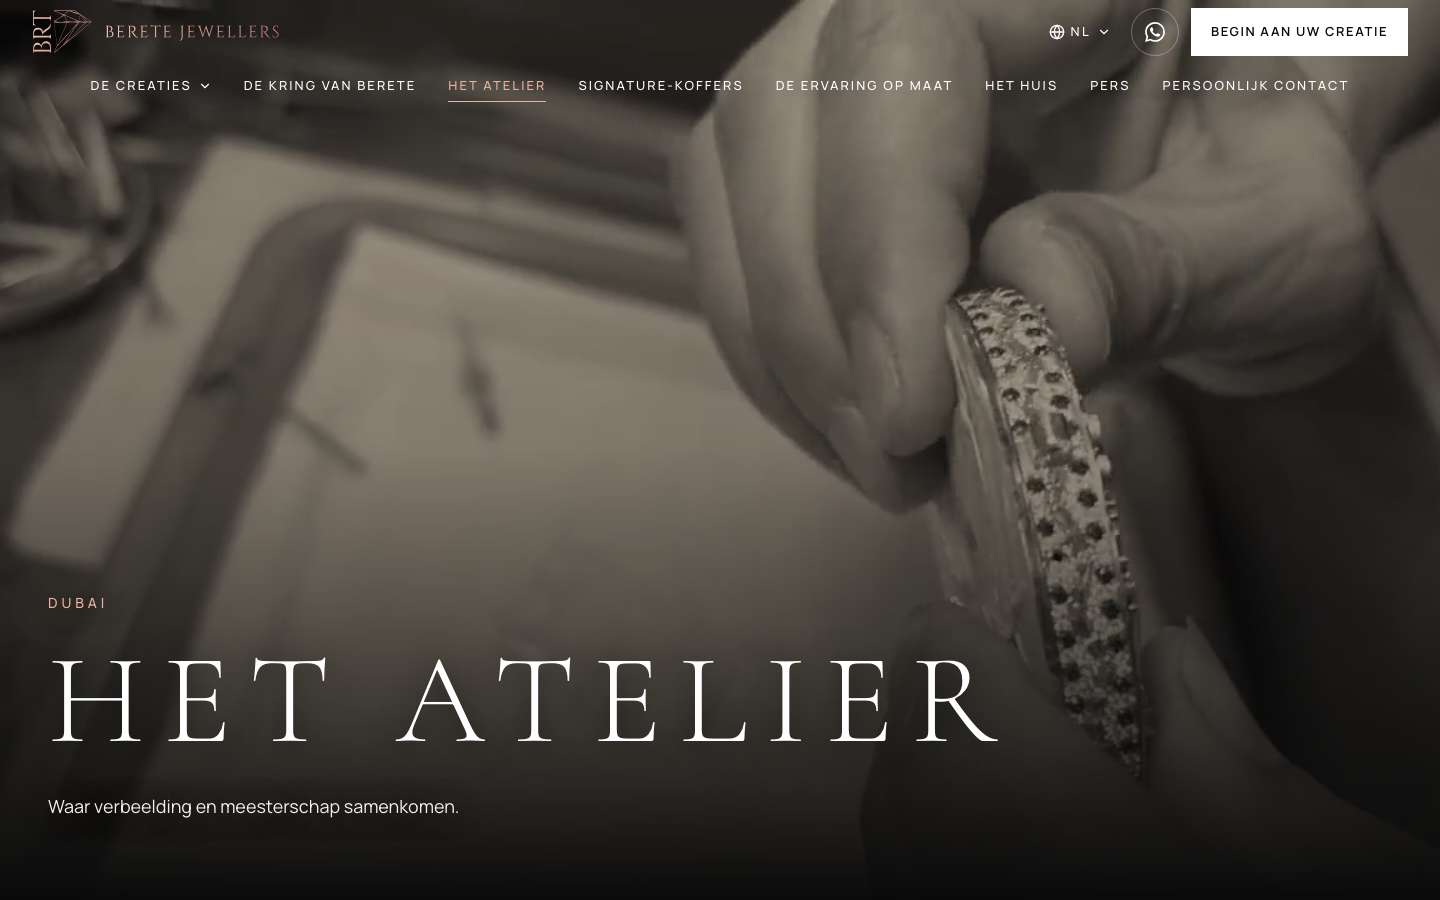 BRT
BERETE JEWELLERS
NL
BEGIN AAN UW CREATIE
DE CREATIES
DE KRING VAN BERETE
HET ATELIER
SIGNATURE-KOFFERS
DE ERVARING OP MAAT
HET HUIS
PERS
PERSOONLIJK CONTACT
DUBAI
HET ATELIER
Waar verbeelding en meesterschap samenkomen.